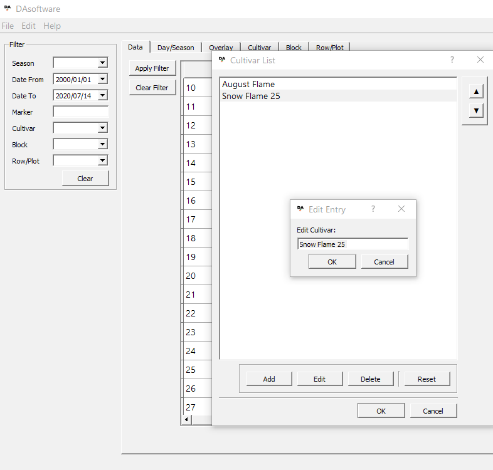 DA DAsoftware
File Edit Help
Filter
Season
Date From 2000/01/01
Date To 2020/07/14
Marker
Cultivar
Block
Row/Plot
Clear
Data Day/Season Overlay Cultivar Block Row/Plot
Apply Filter
Clear Filter
10
11
12
13
14
15
16
17
18
19
20
21
22
23
24
25
26
27
DA Cultivar List ? ×
August Flame
Snow Flame 25
DA Edit Entry ? ×
Edit Cultivar:
Snow Flame 25
OK Cancel
Add Edit Delete Reset
OK Cancel